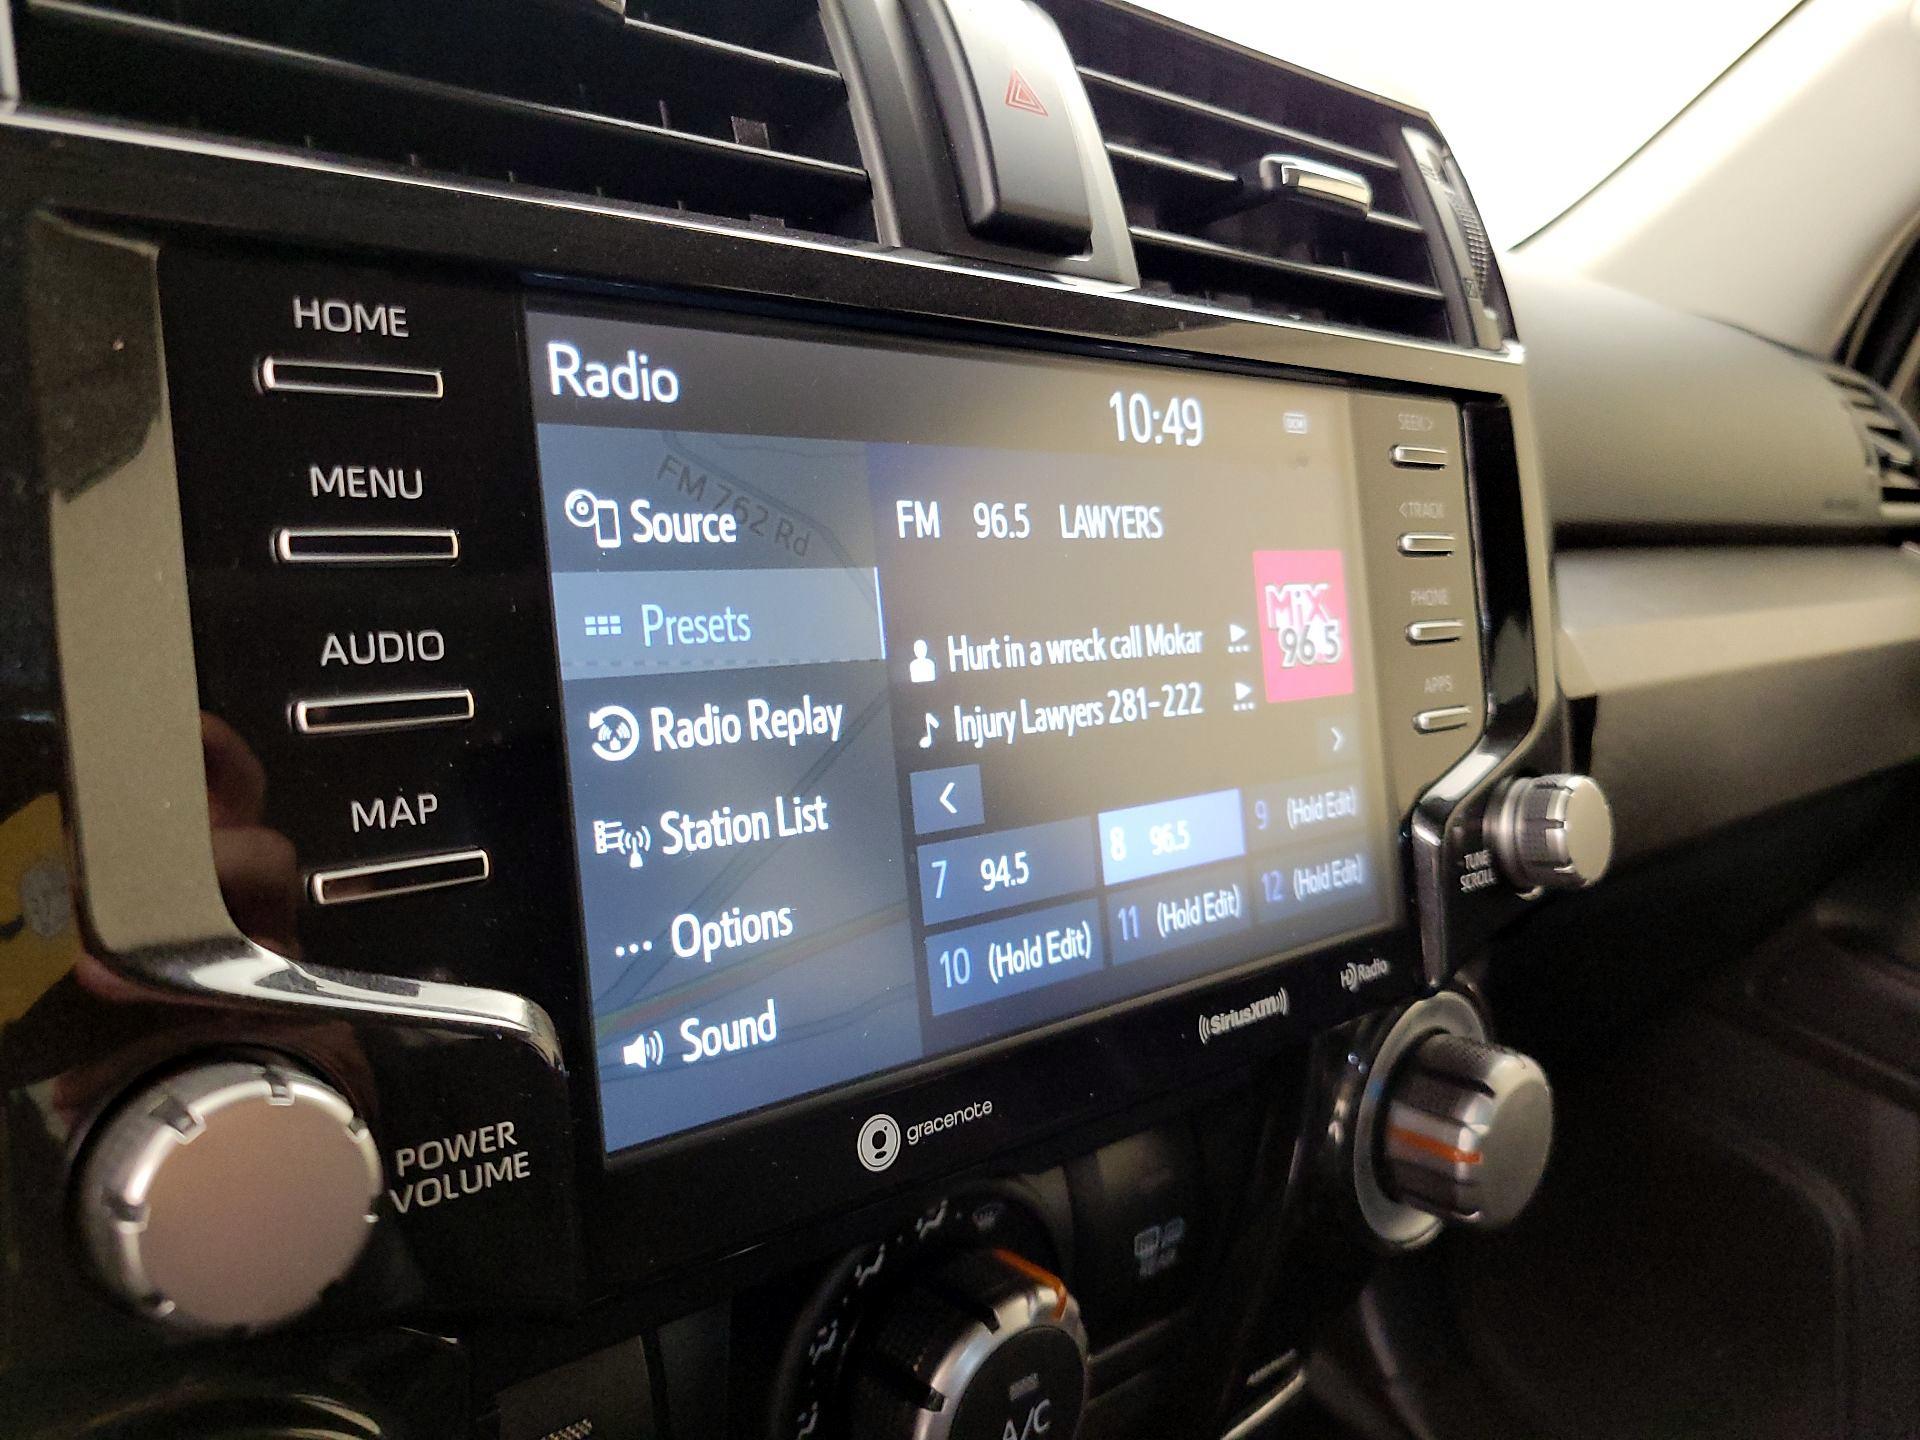 HOME
MENU
AUDIO
MAP
POWER
VOLUME
Radio
10:49
DCM
FM 762 Rd
Source
Presets
Radio Replay
Station List
Options
Sound
FM 96.5 LAWYERS
Hurt in a wreck call Mokar
Injury Lawyers 281-222
MiX
96.5
7 94.5
8 96.5
9 (Hold Edit)
10 (Hold Edit)
11 (Hold Edit)
12 (Hold Edit)
SEEK>
<TRACK
PHONE
APPS
TUNE
SCROLL
gracenote
SiriusXM
HD Radio
A/C